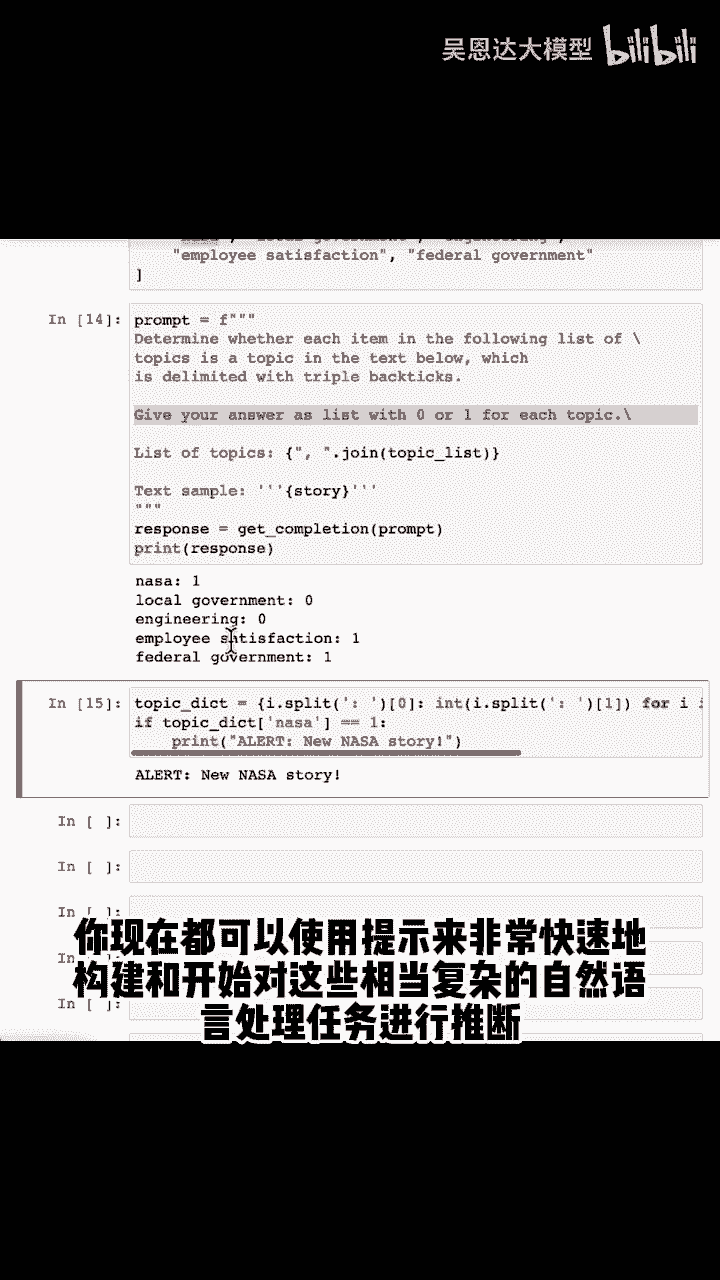 吴恩达大模型 bilibili
"employee satisfaction", "federal government"
]
In [14]: prompt = f"""
Determine whether each item in the following list of \
topics is a topic in the text below, which
is delimited with triple backticks.
Give your answer as list with 0 or 1 for each topic.\
List of topics: {", ".join(topic_list)}
Text sample: '''{story}'''
"""
response = get_completion(prompt)
print(response)
nasa: 1
local government: 0
engineering: 0
employee satisfaction: 1
federal government: 1
In [15]: topic_dict = {i.split(': ')[0]: int(i.split(': ')[1]) for i
if topic_dict['nasa'] == 1:
print("ALERT: New NASA story!")
ALERT: New NASA story!
In [ ]:
In [ ]:
In [ ]:
你现在都可以使用提示来非常快速地
In [ ]:
构建和开始对这些相当复杂的自然语
In [ ]:
言处理任务进行推断